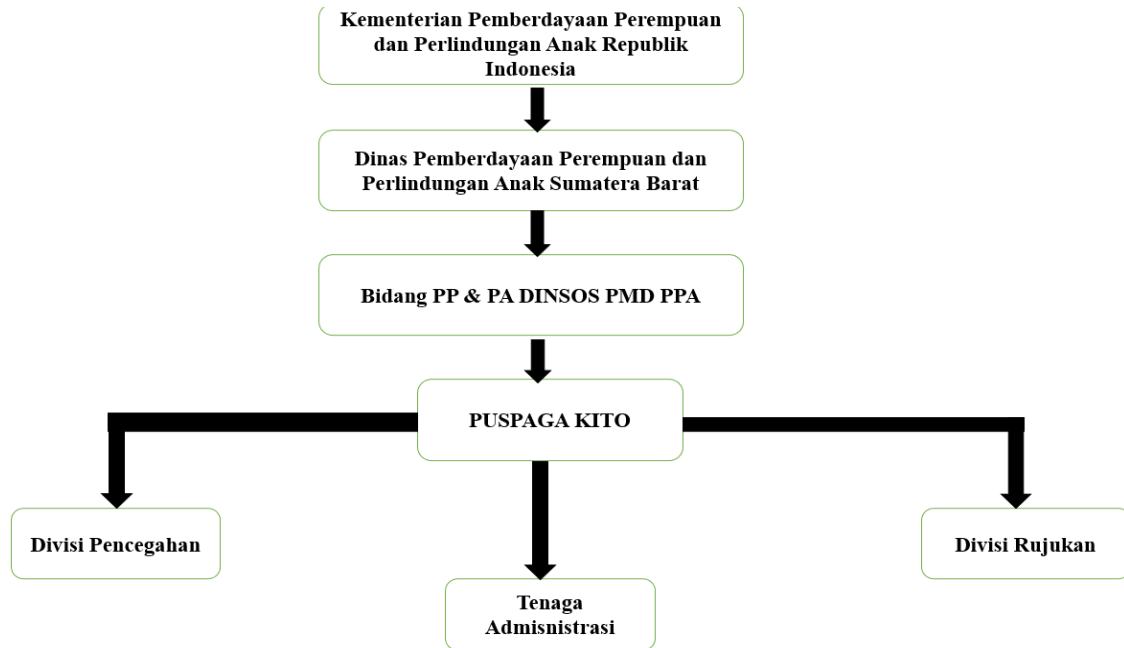 Kementerian Pemberdayaan Perempuan
dan Perlindungan Anak Republik
Indonesia
Dinas Pemberdayaan Perempuan dan
Perlindungan Anak Sumatera Barat
Bidang PP & PA DINSOS PMD PPA
PUSPAGA KITO
Divisi Pencegahan
Divisi Rujukan
Tenaga
Admisnistrasi